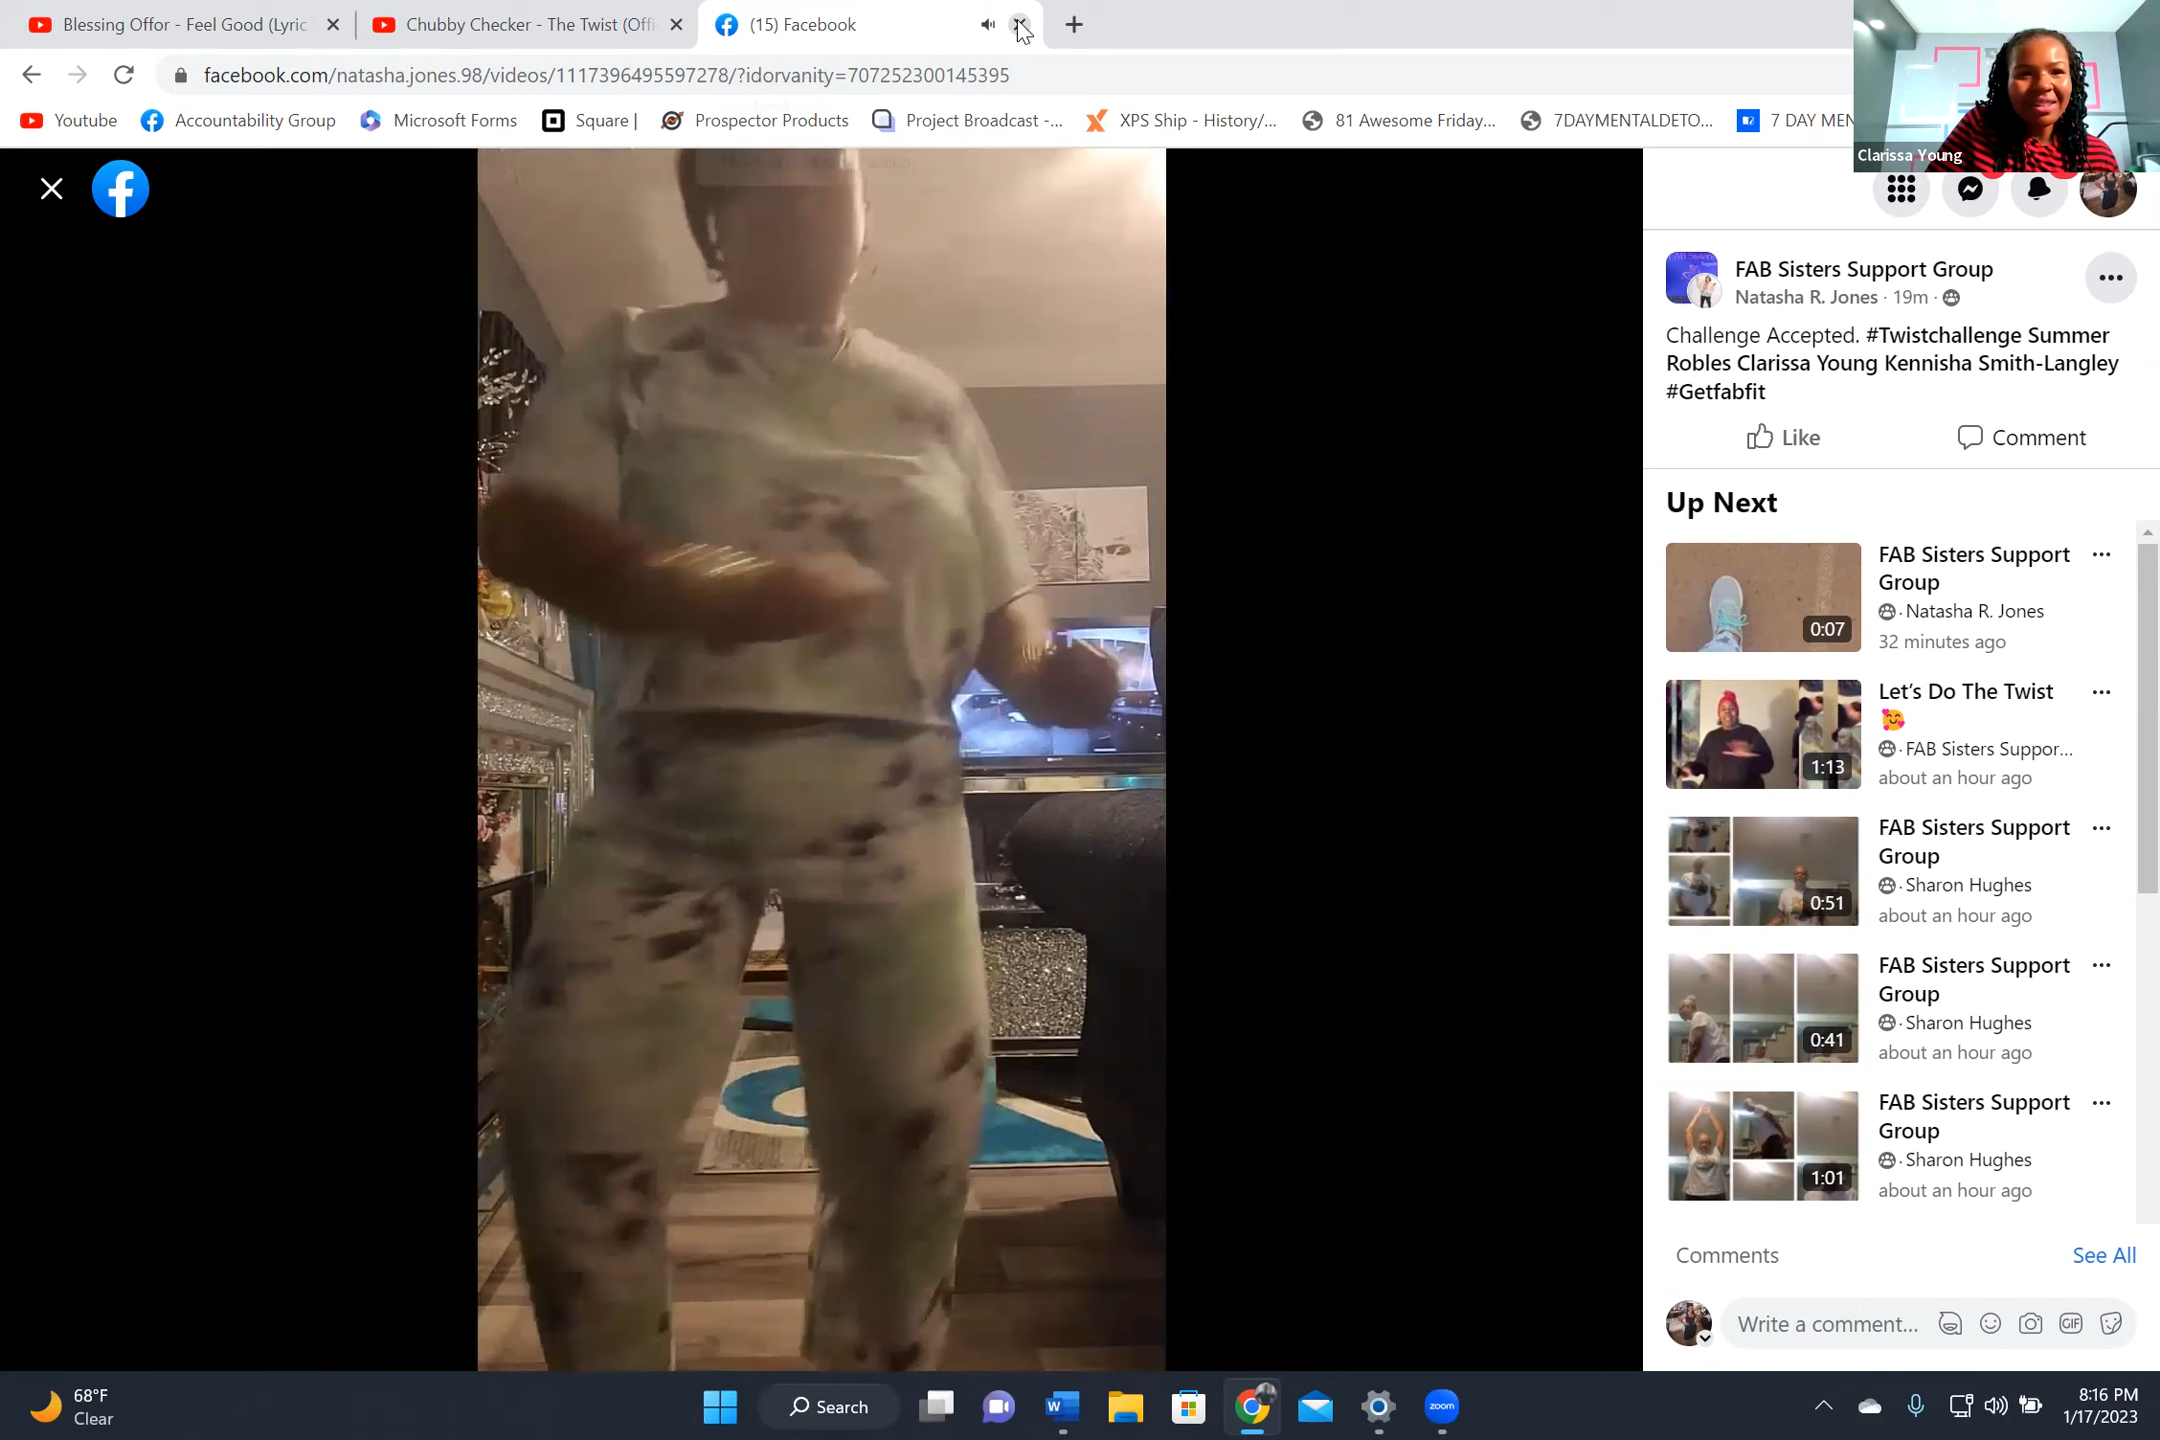 Blessing Offor - Feel Good (Lyric
Chubby Checker - The Twist (Offi
(15) Facebook
facebook.com/natasha.jones.98/videos/1117396495597278/?idorvanity=707252300145395
Youtube
Accountability Group
Microsoft Forms
Square |
Prospector Products
Project Broadcast -...
XPS Ship - History/...
81 Awesome Friday...
7DAYMENTALDETO...
7 DAY MEN
Clarissa Young
FAB Sisters Support Group
Natasha R. Jones · 19m ·
Challenge Accepted. #Twistchallenge Summer
Robles Clarissa Young Kennisha Smith-Langley
#Getfabfit
Like
Comment
Up Next
FAB Sisters Support
Group
· Natasha R. Jones
32 minutes ago
0:07
Let's Do The Twist
· FAB Sisters Suppor...
about an hour ago
1:13
FAB Sisters Support
Group
· Sharon Hughes
about an hour ago
0:51
FAB Sisters Support
Group
· Sharon Hughes
about an hour ago
0:41
FAB Sisters Support
Group
· Sharon Hughes
about an hour ago
1:01
Comments
See All
Write a comment...
GIF
68°F
Clear
Search
W
zoom
8:16 PM
1/17/2023